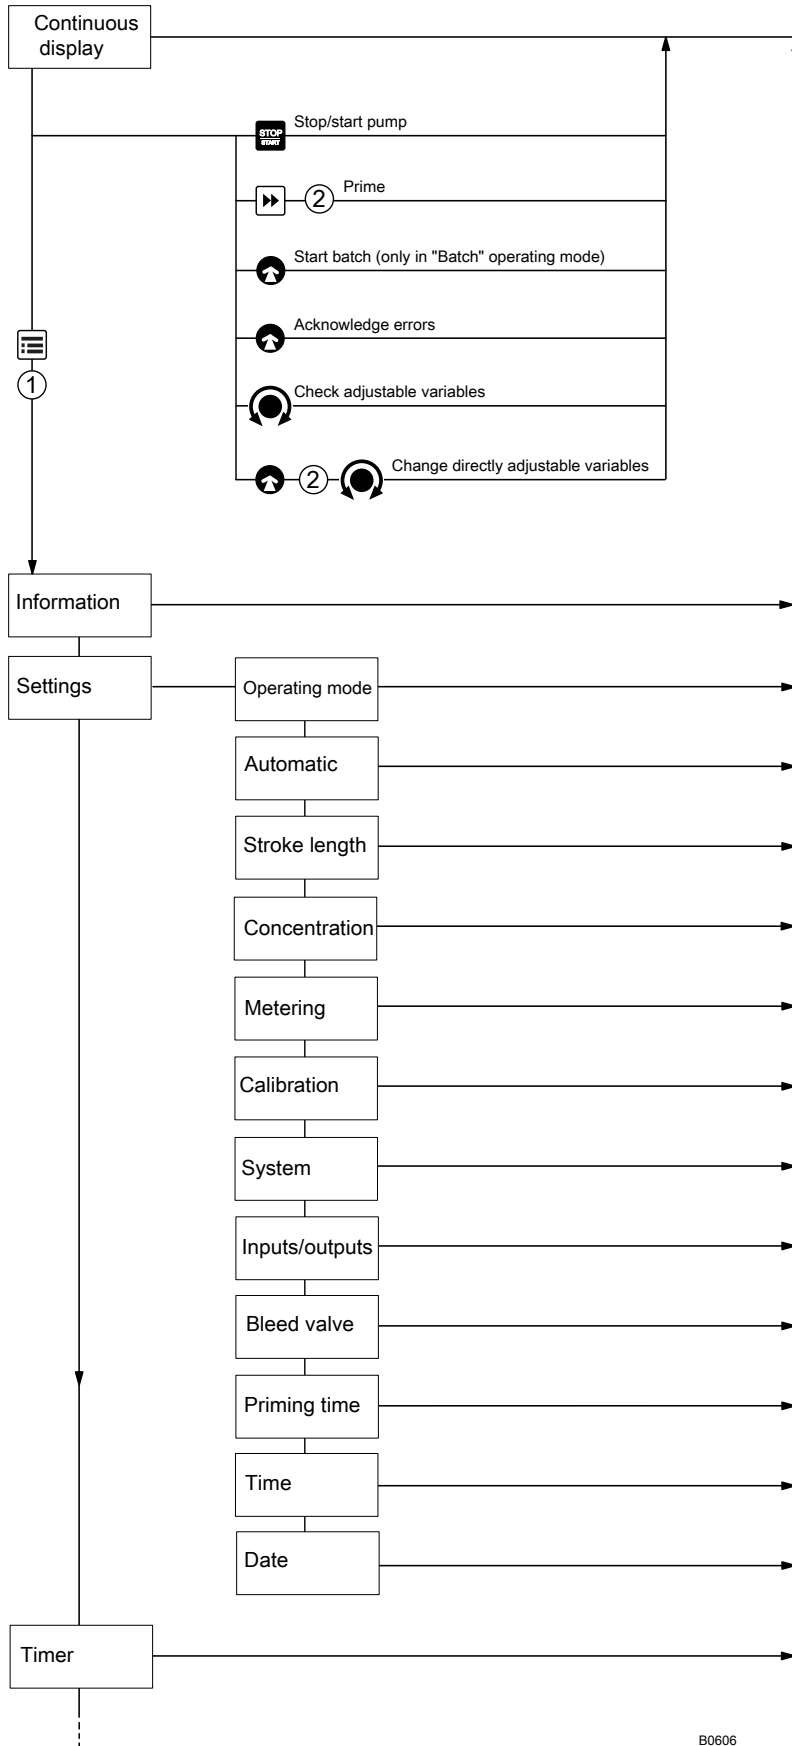 Continuous
display
STOP
START
Stop/start pump
2
Prime
Start batch (only in "Batch" operating mode)
Acknowledge errors
1
Check adjustable variables
2
Change directly adjustable variables
Information
Settings
Operating mode
Automatic
Stroke length
Concentration
Metering
Calibration
System
Inputs/outputs
Bleed valve
Priming time
Time
Date
Timer
B0606